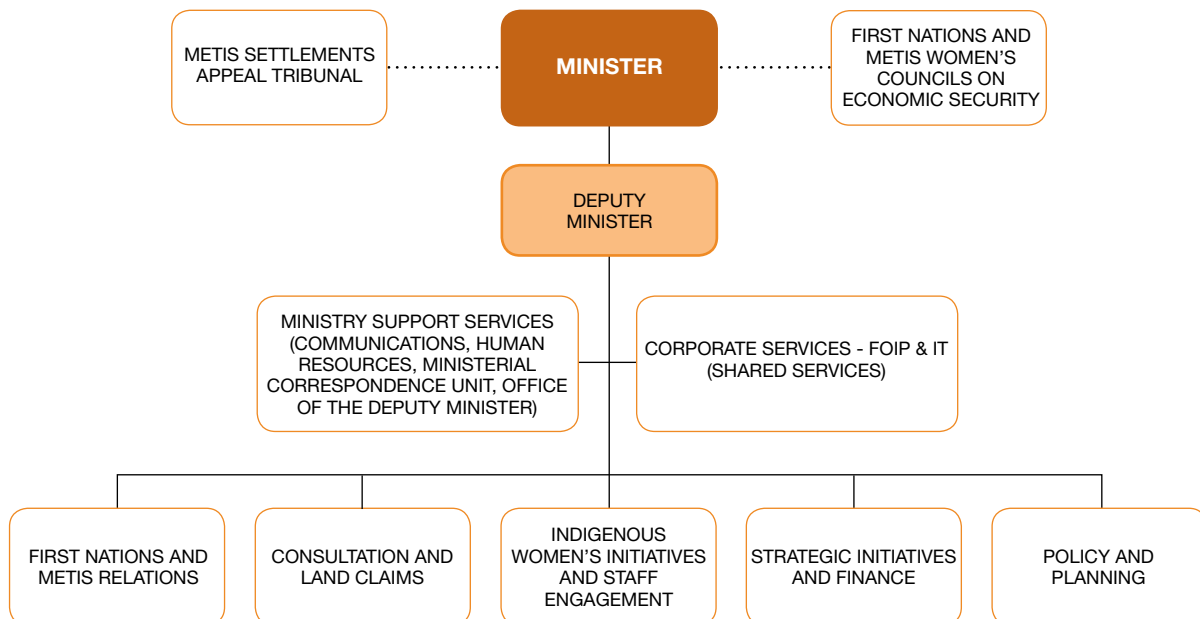 METIS SETTLEMENTS
APPEAL TRIBUNAL
MINISTER
FIRST NATIONS AND
METIS WOMEN'S
COUNCILS ON
ECONOMIC SECURITY
DEPUTY
MINISTER
MINISTRY SUPPORT SERVICES
(COMMUNICATIONS, HUMAN
RESOURCES, MINISTERIAL
CORRESPONDENCE UNIT, OFFICE
OF THE DEPUTY MINISTER)
CORPORATE SERVICES - FOIP & IT
(SHARED SERVICES)
FIRST NATIONS AND
METIS RELATIONS
CONSULTATION AND
LAND CLAIMS
INDIGENOUS
WOMEN'S INITIATIVES
AND STAFF
ENGAGEMENT
STRATEGIC INITIATIVES
AND FINANCE
POLICY AND
PLANNING